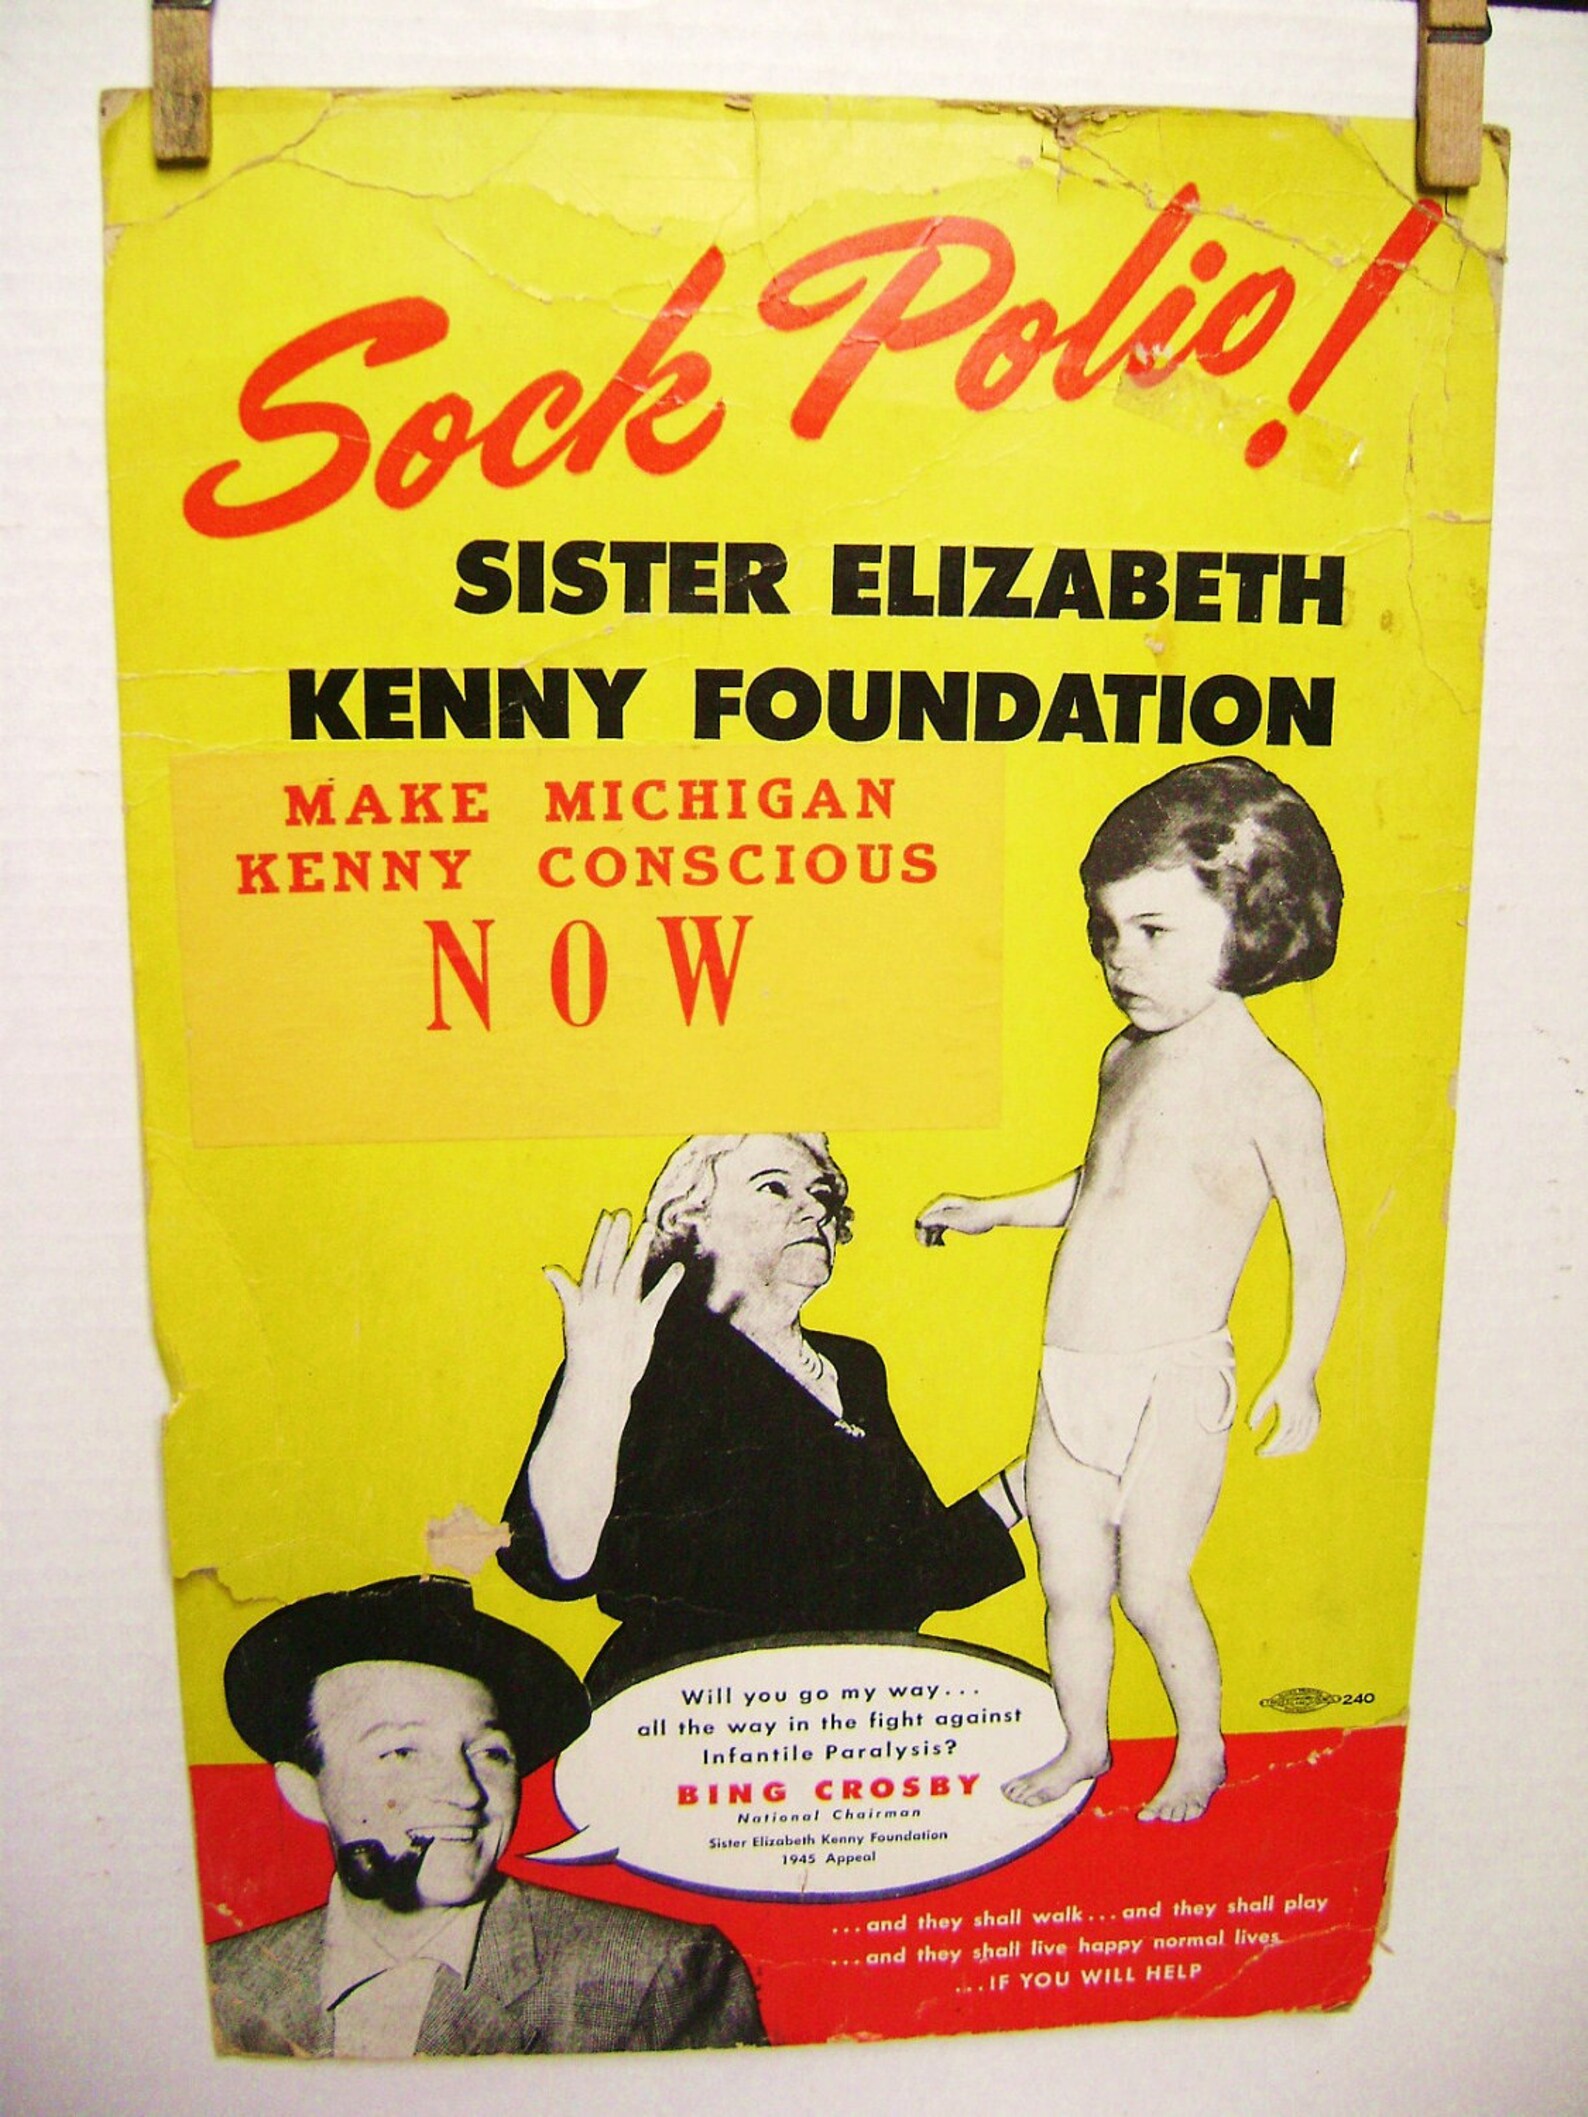 Sock Polio!
SISTER ELIZABETH
KENNY FOUNDATION
MAKE MICHIGAN
KENNY CONSCIOUS
NOW
Will you go my way...
all the way in the fight against
Infantile Paralysis?
BING CROSBY
National Chairman
Sister Elizabeth Kenny Foundation
1945 Appeal
240
...and they shall walk...and they shall play
...and they shall live happy normal lives
...IF YOU WILL HELP